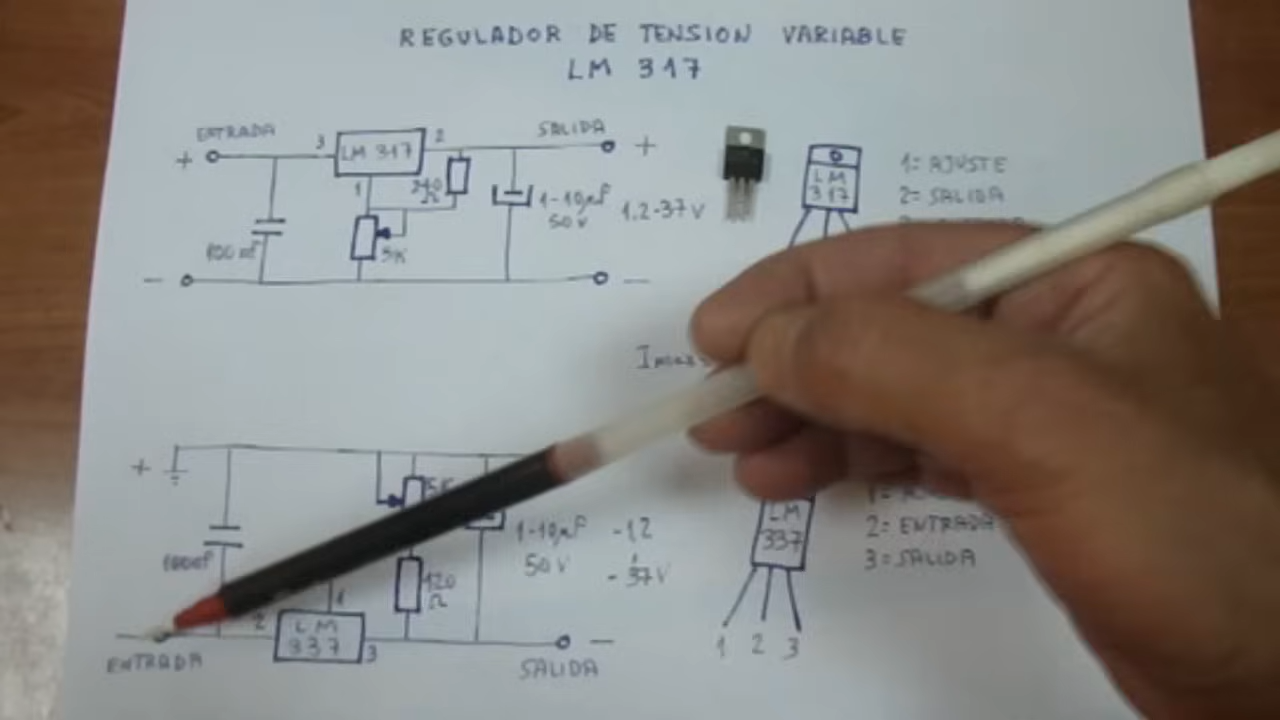 REGULADOR DE TENSION VARIABLE
LM 317
ENTRADA 3 LM 317 2 SALIDA
+ +
1 240 Ω
1-10µF
50V
1.2-37V
100nf 5K
- -
LM
317
1= AJUSTE
2= SALIDA
+
5K
100nf
1-10µF
50V
-1.2
-37V
120
Ω
1
2 LM
337 3
ENTRADA
SALIDA -
LM
337
1 2 3
2= ENTRADA
3= SALIDA